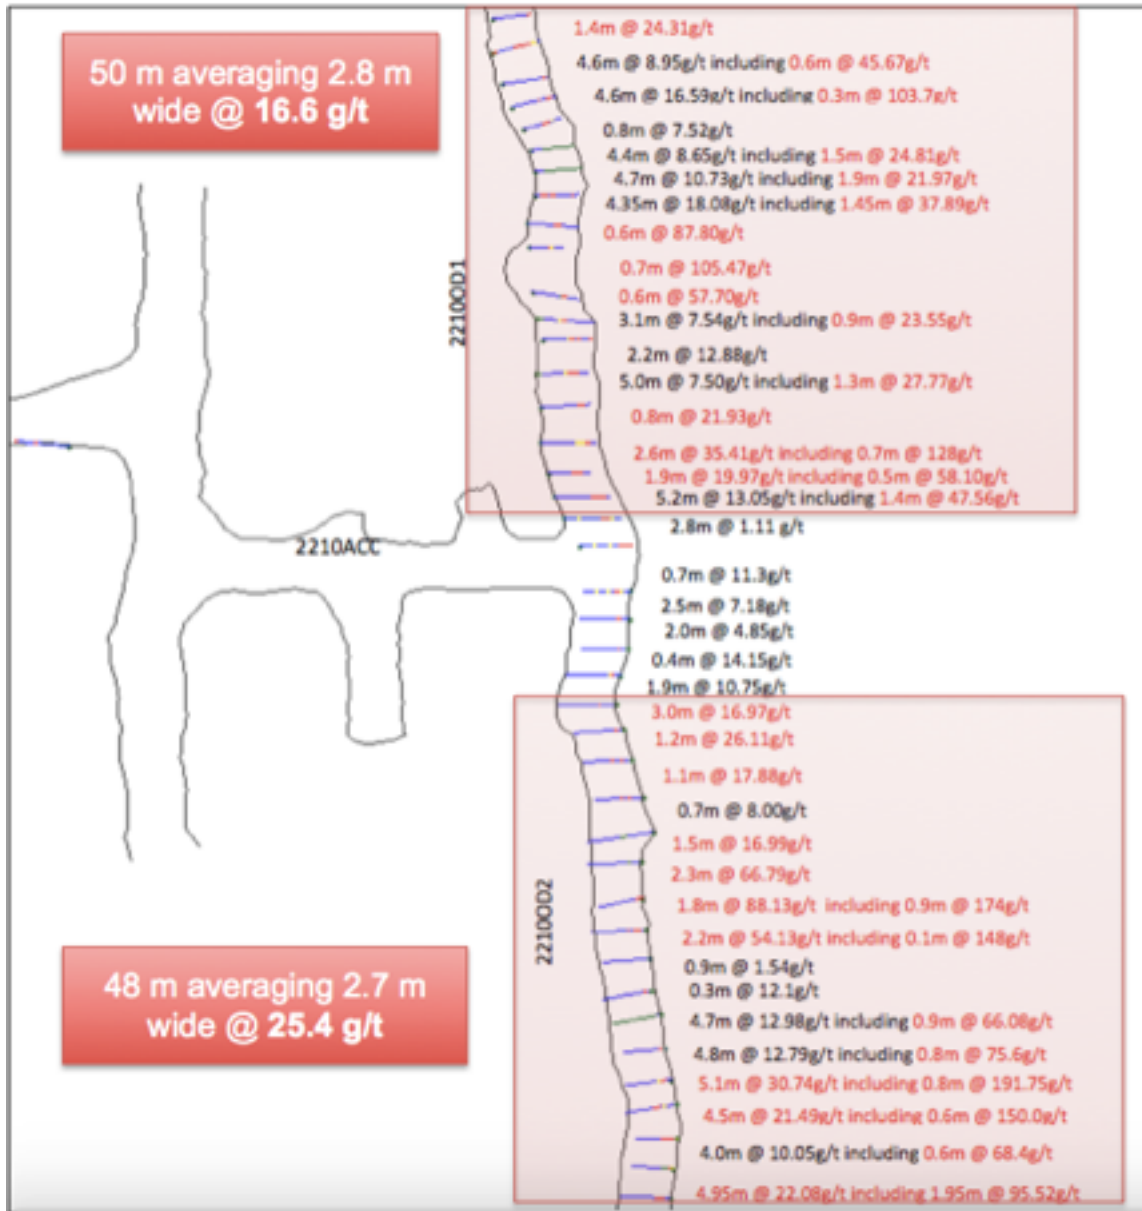 50 m averaging 2.8 m
wide @ 16.6 g/t
1.4m @ 24.31g/t
4.6m @ 8.95g/t including 0.6m @ 45.67g/t
4.6m @ 16.59g/t including 0.3m @ 103.7g/t
0.8m @ 7.52g/t
4.4m @ 8.65g/t including 1.5m @ 24.81g/t
4.7m @ 10.73g/t including 1.9m @ 21.97g/t
4.35m @ 18.08g/t including 1.45m @ 37.89g/t
0.6m @ 87.80g/t
0.7m @ 105.47g/t
0.6m @ 57.70g/t
3.1m @ 7.54g/t including 0.9m @ 23.55g/t
2.2m @ 12.88g/t
5.0m @ 7.50g/t including 1.3m @ 27.77g/t
0.8m @ 21.93g/t
2.6m @ 35.41g/t including 0.7m @ 128g/t
1.9m @ 19.97g/t including 0.5m @ 58.10g/t
5.2m @ 13.05g/t including 1.4m @ 47.56g/t
2210OD1
2.8m @ 1.11 g/t
2210ACC
0.7m @ 11.3g/t
2.5m @ 7.18g/t
2.0m @ 4.85g/t
0.4m @ 14.15g/t
1.9m @ 10.75g/t
3.0m @ 16.97g/t
1.2m @ 26.11g/t
1.1m @ 17.88g/t
0.7m @ 8.00g/t
1.5m @ 16.99g/t
2.3m @ 66.79g/t
1.8m @ 88.13g/t including 0.9m @ 174g/t
2.2m @ 54.13g/t including 0.1m @ 148g/t
0.9m @ 1.54g/t
0.3m @ 12.1g/t
4.7m @ 12.98g/t including 0.9m @ 66.08g/t
4.8m @ 12.79g/t including 0.8m @ 75.6g/t
5.1m @ 30.74g/t including 0.8m @ 191.75g/t
4.5m @ 21.49g/t including 0.6m @ 150.0g/t
4.0m @ 10.05g/t including 0.6m @ 68.4g/t
4.95m @ 22.08g/t including 1.95m @ 95.52g/t
2210OD2
48 m averaging 2.7 m
wide @ 25.4 g/t